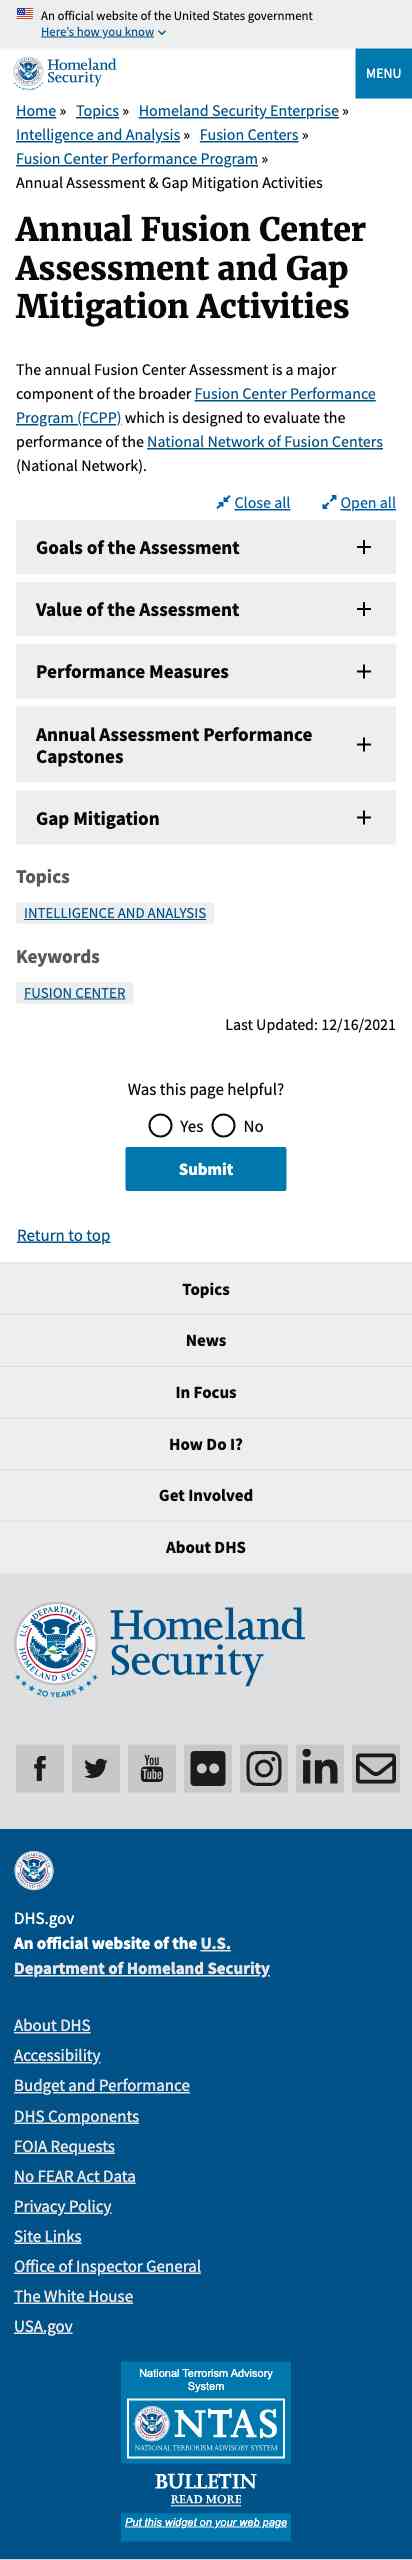 An official website of the United States government
Here's how you know
Homeland
Security
MENU
Home » Topics » Homeland Security Enterprise »
Intelligence and Analysis » Fusion Centers »
Fusion Center Performance Program »
Annual Assessment & Gap Mitigation Activities
Annual Fusion Center
Assessment and Gap
Mitigation Activities
The annual Fusion Center Assessment is a major
component of the broader Fusion Center Performance
Program (FCPP) which is designed to evaluate the
performance of the National Network of Fusion Centers
(National Network).
Close all Open all
Goals of the Assessment
Value of the Assessment
Performance Measures
Annual Assessment Performance
Capstones
Gap Mitigation
Topics
INTELLIGENCE AND ANALYSIS
Keywords
FUSION CENTER
Last Updated: 12/16/2021
Was this page helpful?
Yes No
Submit
Return to top
Topics
News
In Focus
How Do I?
Get Involved
About DHS
U.S. DEPARTMENT OF
HOMELAND SECURITY
20 YEARS
Homeland
Security
You
Tube
in
DHS.gov
An official website of the U.S.
Department of Homeland Security
About DHS
Accessibility
Budget and Performance
DHS Components
FOIA Requests
No FEAR Act Data
Privacy Policy
Site Links
Office of Inspector General
The White House
USA.gov
National Terrorism Advisory
System
NTAS
NATIONAL TERRORISM ADVISORY SYSTEM
BULLETIN
READ MORE
Put this widget on your web page